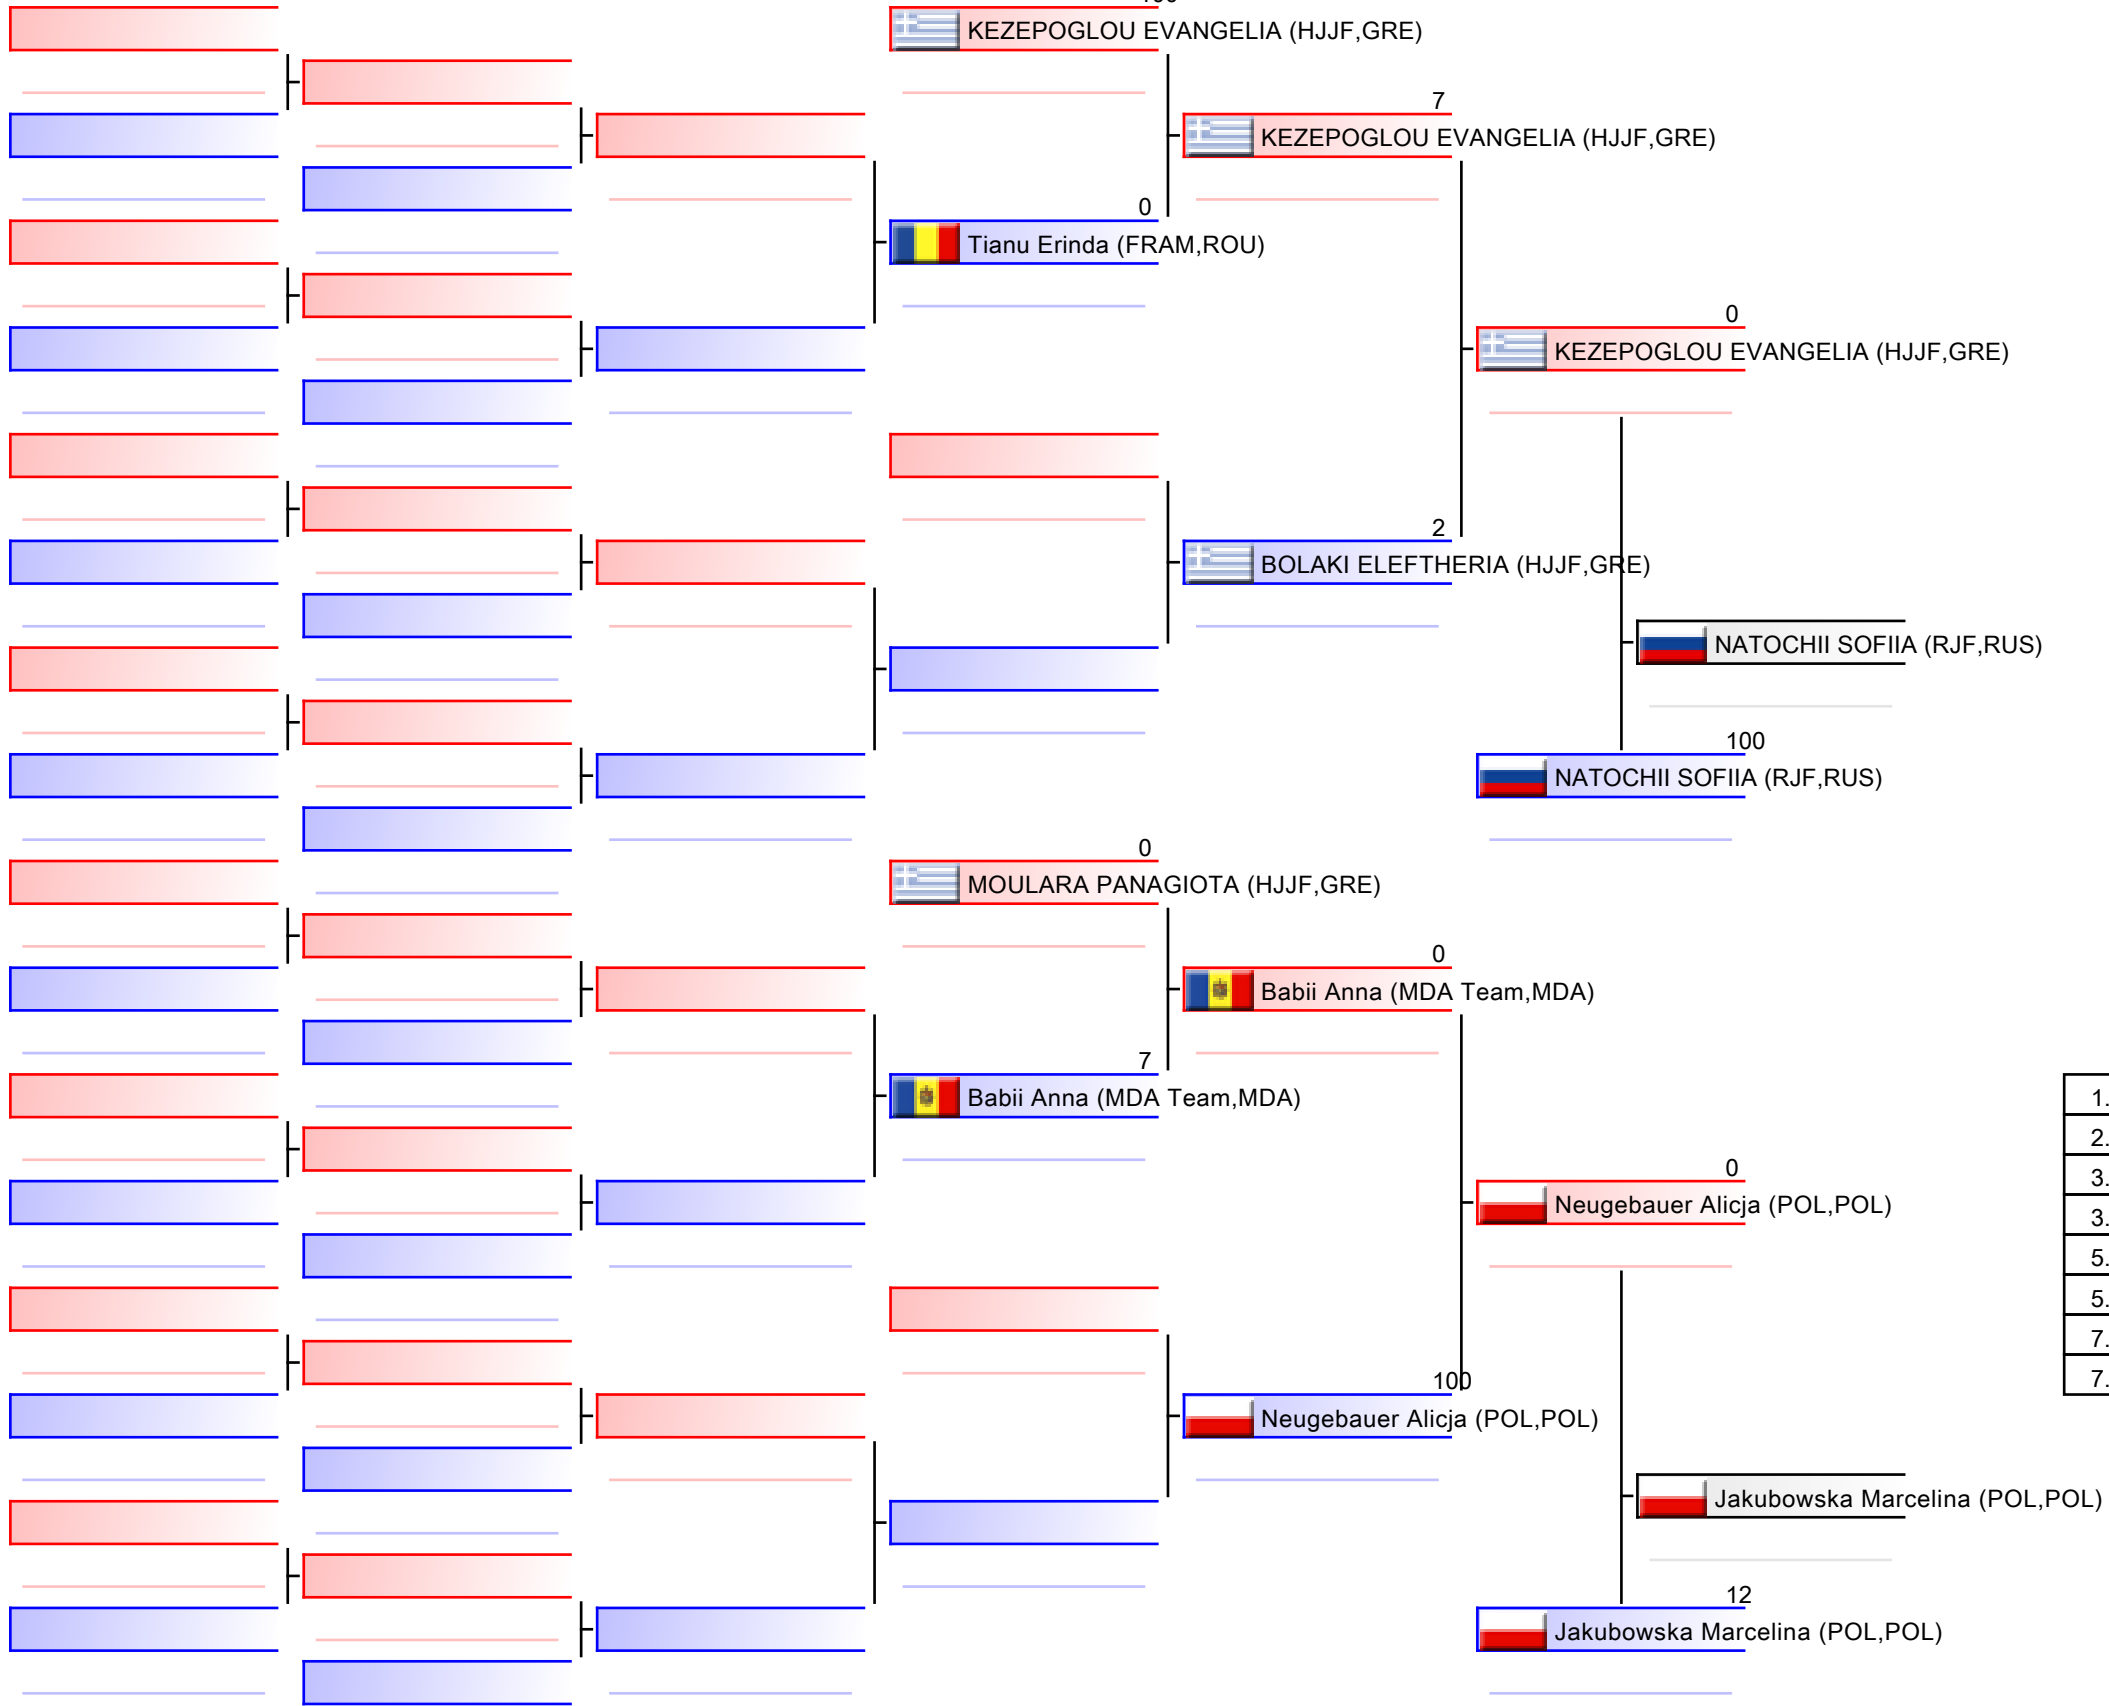 KEZEPOGLOU EVANGELIA (HJJF,GRE)
7
KEZEPOGLOU EVANGELIA (HJJF,GRE)
0
Tianu Erinda (FRAM,ROU)
0
KEZEPOGLOU EVANGELIA (HJJF,GRE)
2
BOLAKI ELEFTHERIA (HJJF,GRE)
NATOCHII SOFIIA (RJF,RUS)
100
NATOCHII SOFIIA (RJF,RUS)
0
MOULARA PANAGIOTA (HJJF,GRE)
0
Babii Anna (MDA Team,MDA)
7
Babii Anna (MDA Team,MDA)
1.
2.
3.
0
3.
Neugebauer Alicja (POL,POL)
5.
5.
7.
7.
100
Neugebauer Alicja (POL,POL)
Jakubowska Marcelina (POL,POL)
12
Jakubowska Marcelina (POL,POL)